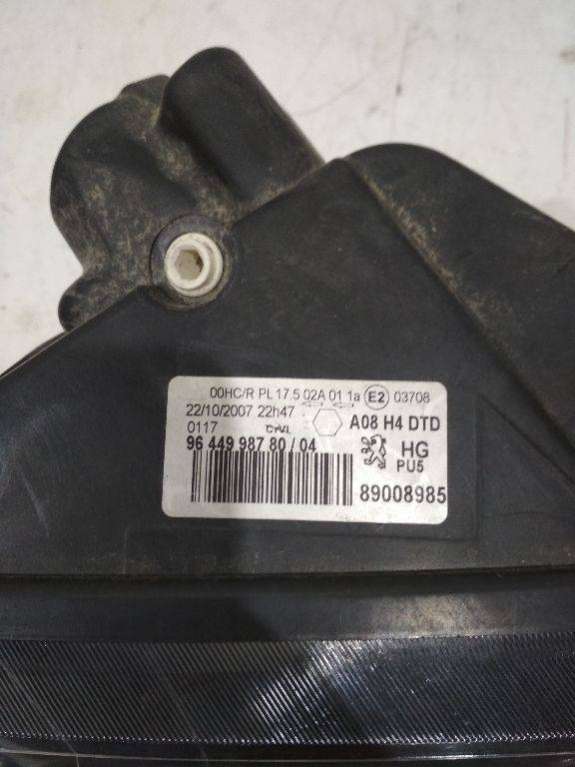 00HC/R PL 17.5 02A 01 1a E2 03708
22/10/2007 22h47 A08 H4 DTD
0117
96 449 987 80 / 04 HG
PU5
89008985